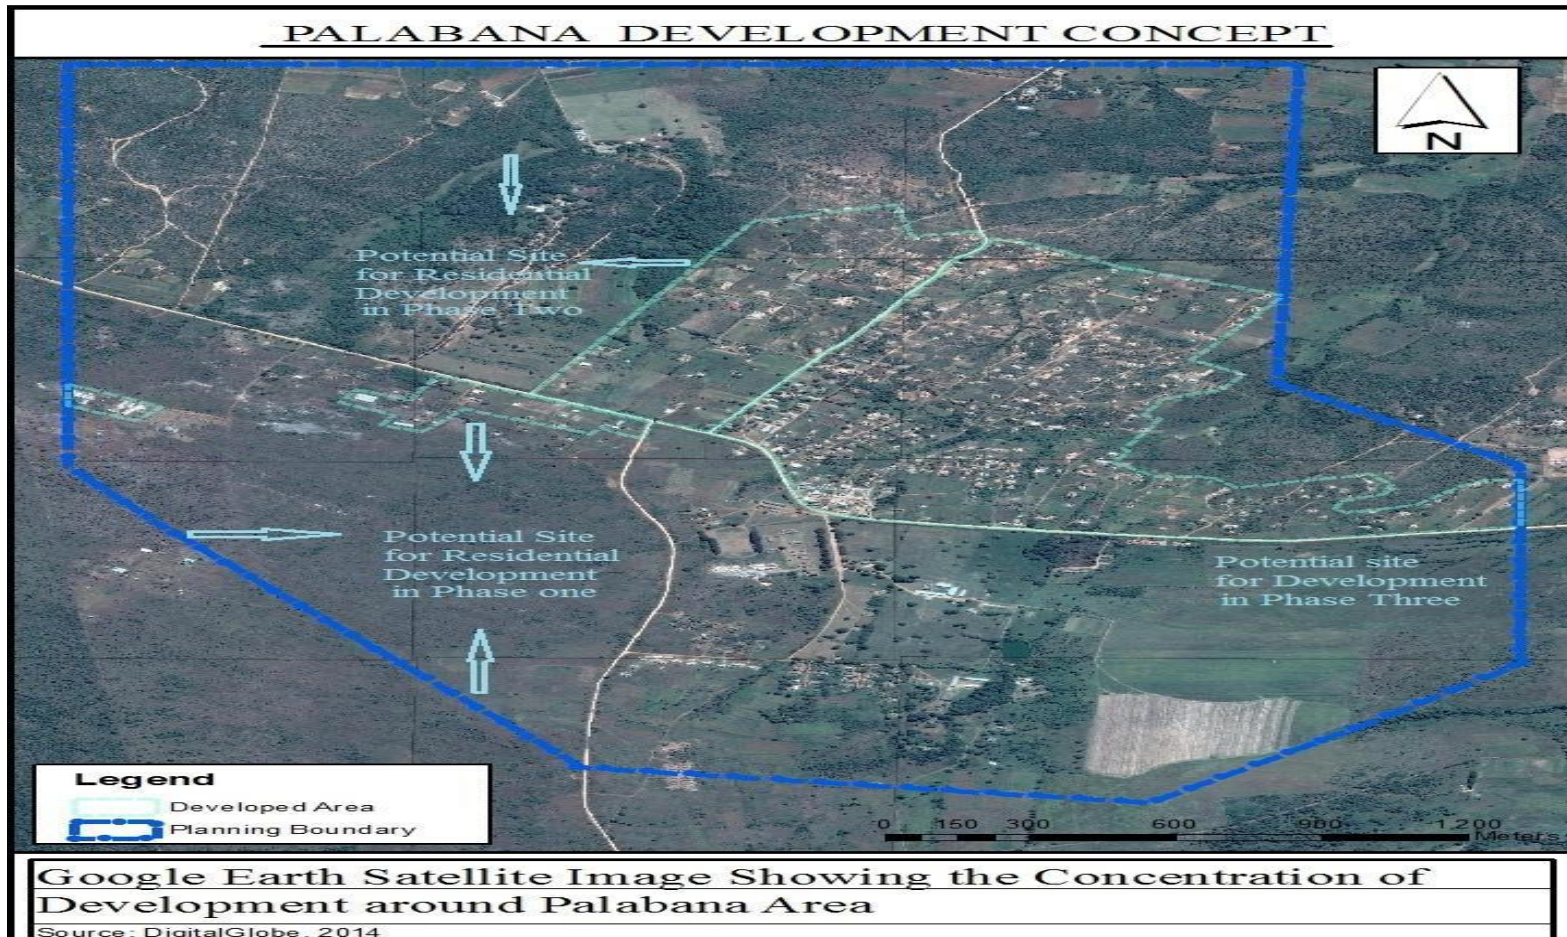 PALABANA DEVELOPMENT CONCEPT
N
Potential Site
for Residential
Development
in Phase Two
Potential Site
for Residential
Development
in Phase one
Potential site
for Development
in Phase Three
Legend
Developed Area
Planning Boundary
0 150 300 600 900 1,200
Meters
Google Earth Satellite Image Showing the Concentration of
Development around Palabana Area
Source: DigitalGlobe, 2014